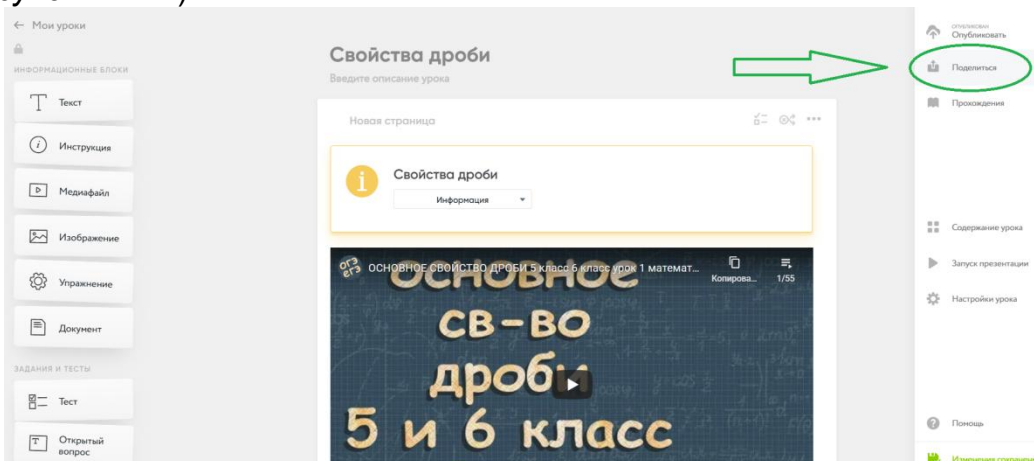 ← Мои уроки
ИНФОРМАЦИОННЫЕ БЛОКИ
Текст
Инструкция
Медиафайл
Изображение
Упражнение
Документ
ЗАДАНИЯ И ТЕСТЫ
Тест
Открытый
вопрос
Свойства дроби
Введите описание урока
Новая страница
Свойства дроби
Информация
ОСНОВНОЕ СВОЙСТВО ДРОБИ 5 класс 6 класс урок 1 математ...
Копирова...
1/55
ОСНОВНОЕ
СВ-ВО
дроби
5 и 6 класс
ОПУБЛИКОВАН
Опубликовать
Поделиться
Прохождения
Содержание урока
Запуск презентации
Настройки урока
Помощь